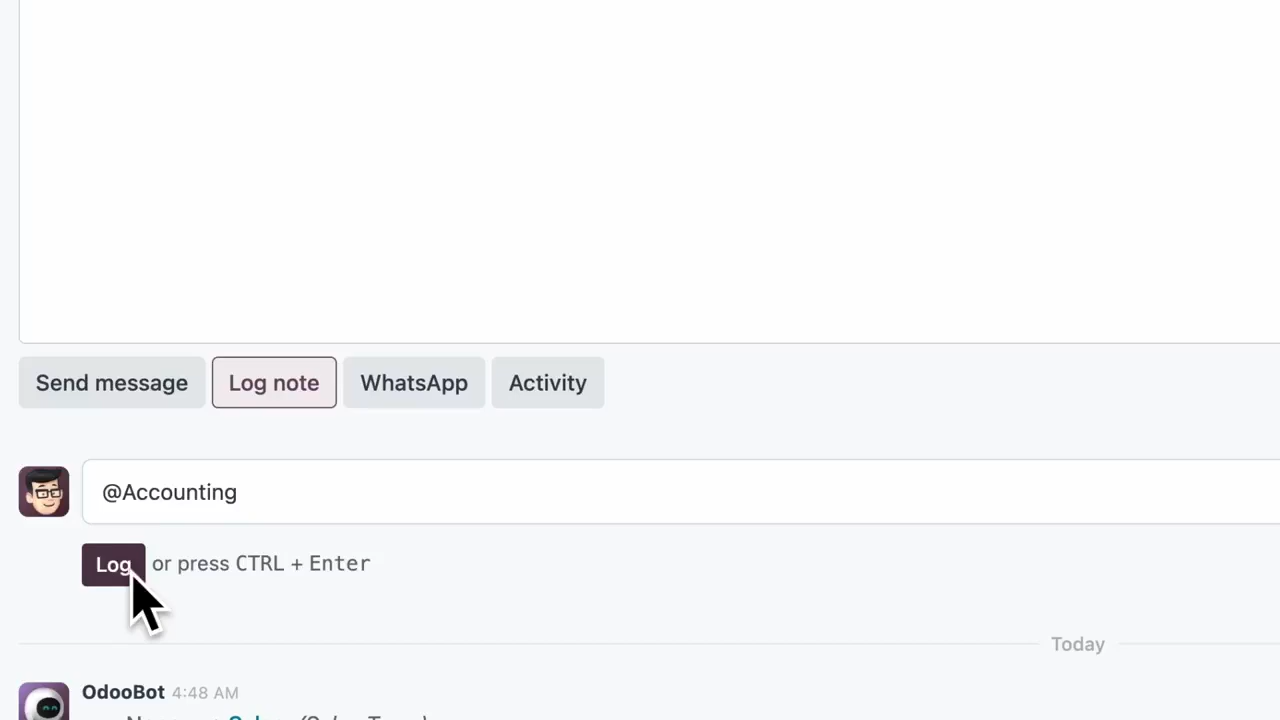 Send message Log note WhatsApp Activity
@Accounting
Log or press CTRL + Enter
Today
OdooBot 4:48 AM